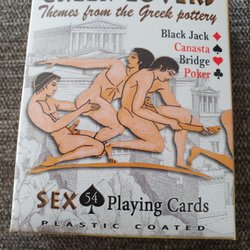 Themes from the Greek pottery
Black Jack ♦
Canasta ♠
Bridge ♥
Poker ♣
SEX 54 Playing Cards
PLASTIC COATED